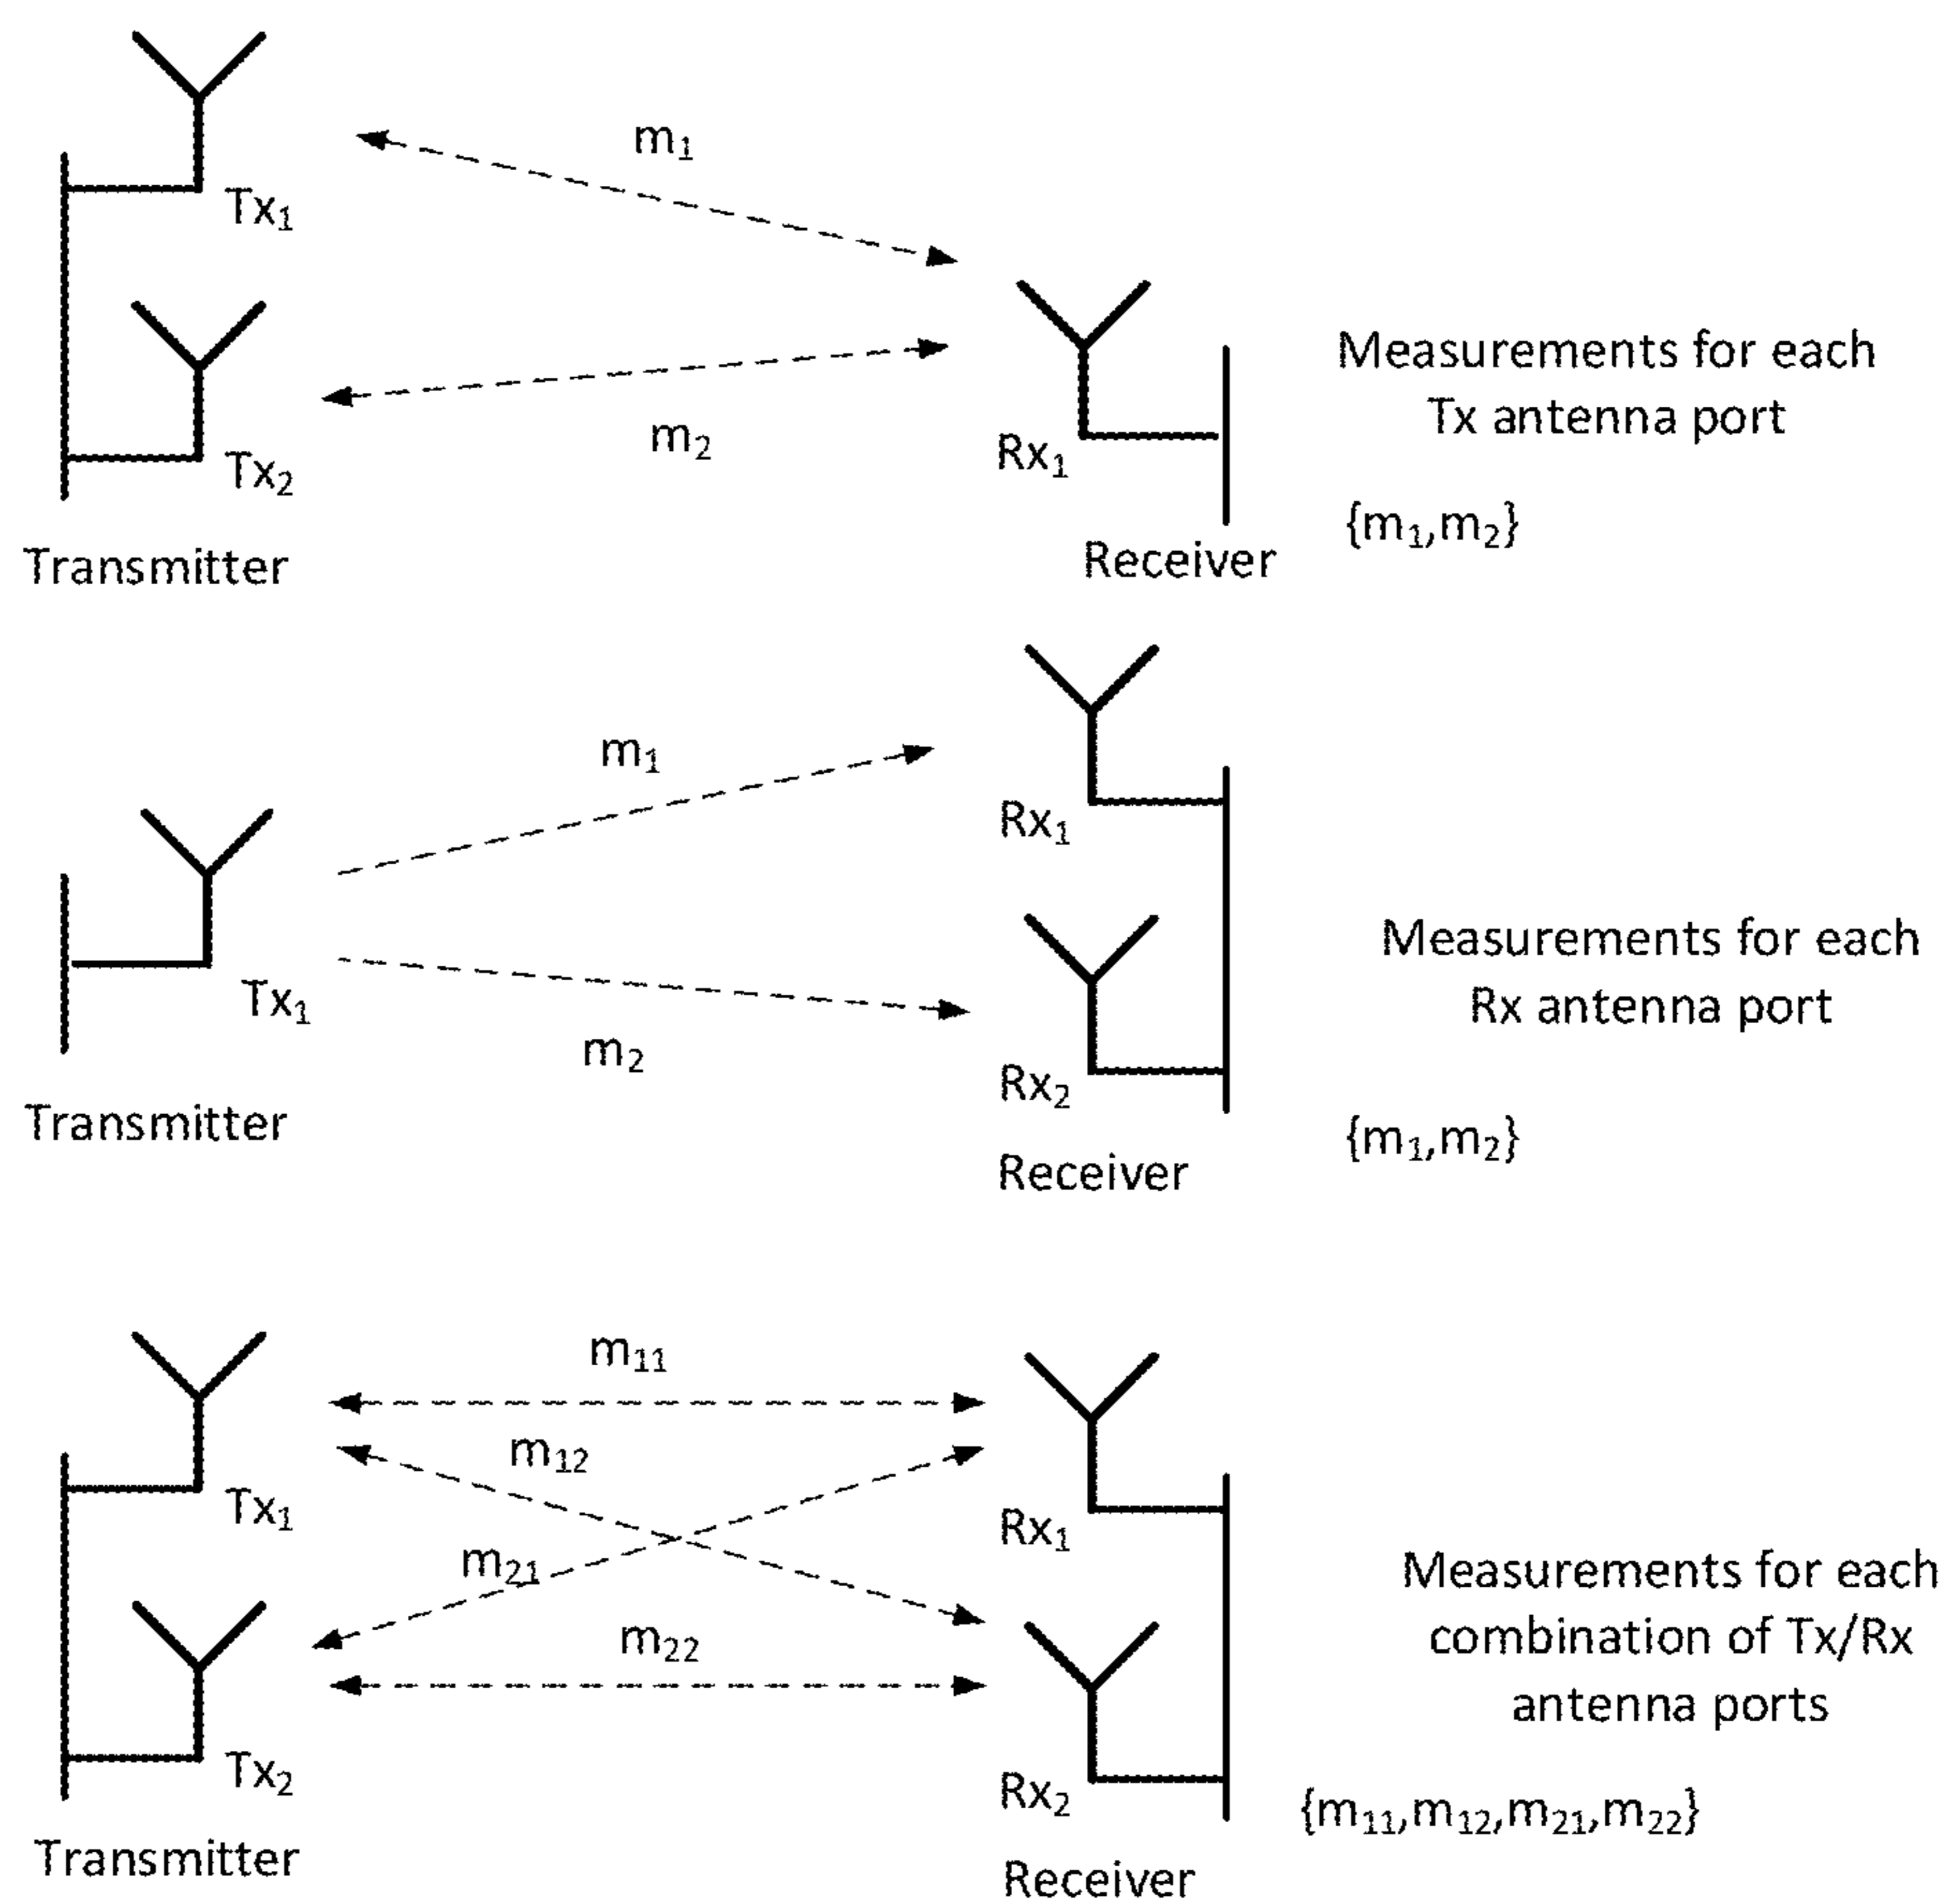 m₁
Tx₁
m₂
Tx₂
Transmitter
Rx₁
Receiver
Measurements for each
Tx antenna port
{m₁,m₂}
m₁
Tx₁
m₂
Transmitter
Rx₁
Rx₂
Receiver
Measurements for each
Rx antenna port
{m₁,m₂}
m₁₁
m₁₂
Tx₁
m₂₁
m₂₂
Tx₂
Transmitter
Rx₁
Rx₂
Receiver
Measurements for each
combination of Tx/Rx
antenna ports
{m₁₁,m₁₂,m₂₁,m₂₂}